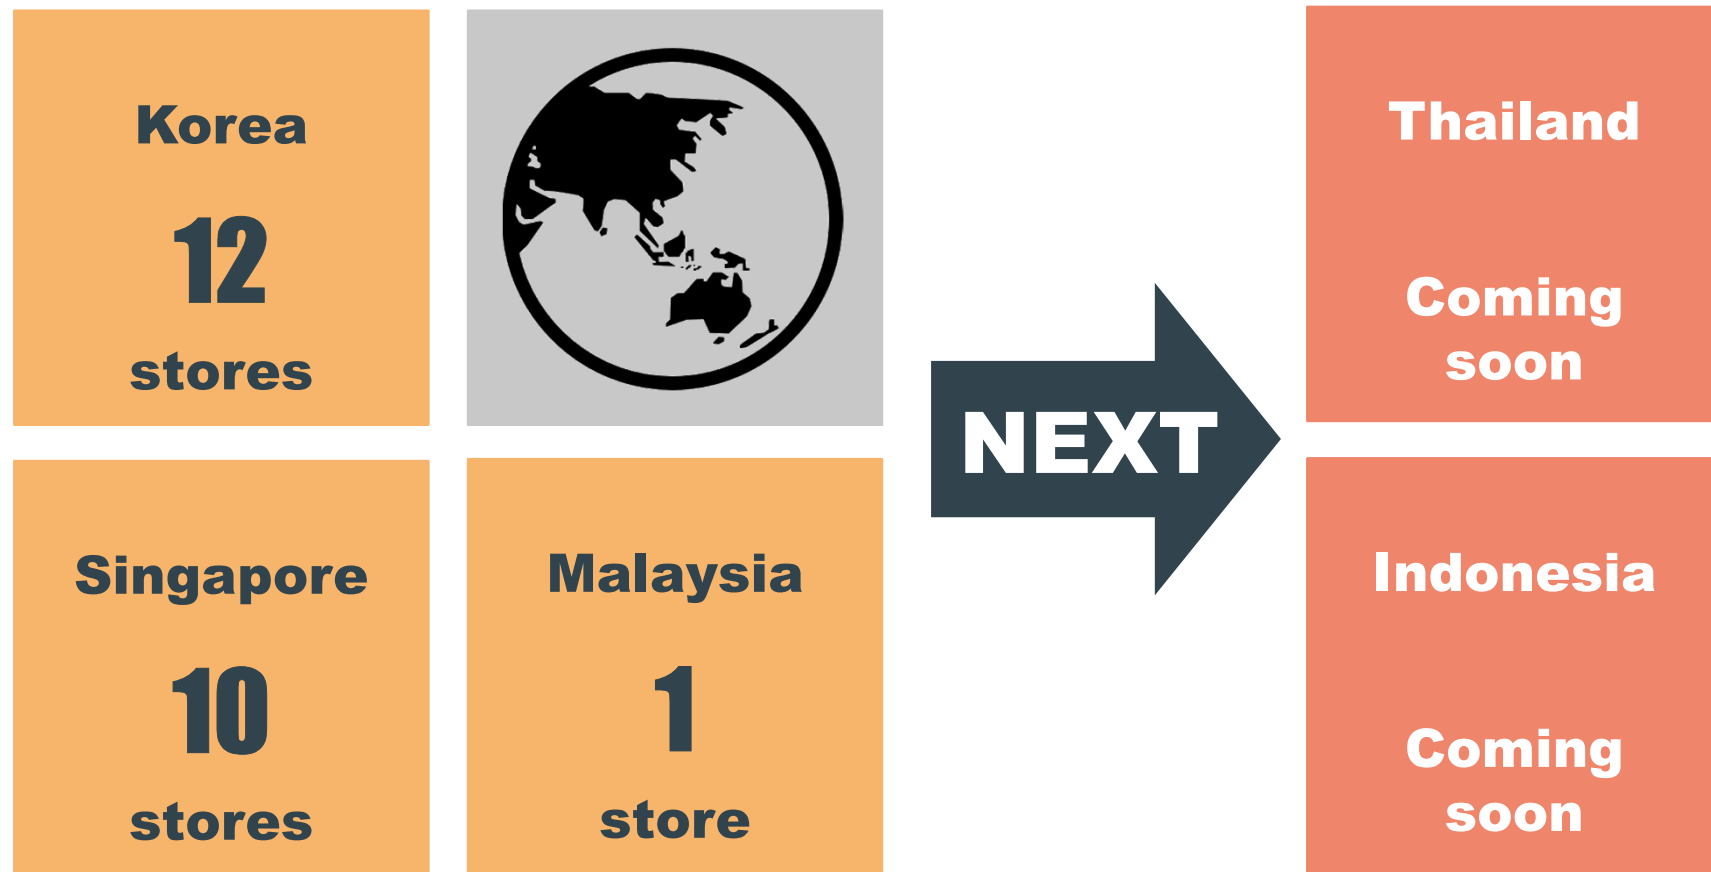 Korea
12
stores
Singapore
10
stores
Malaysia
1
store
NEXT
Thailand
Coming
soon
Indonesia
Coming
soon